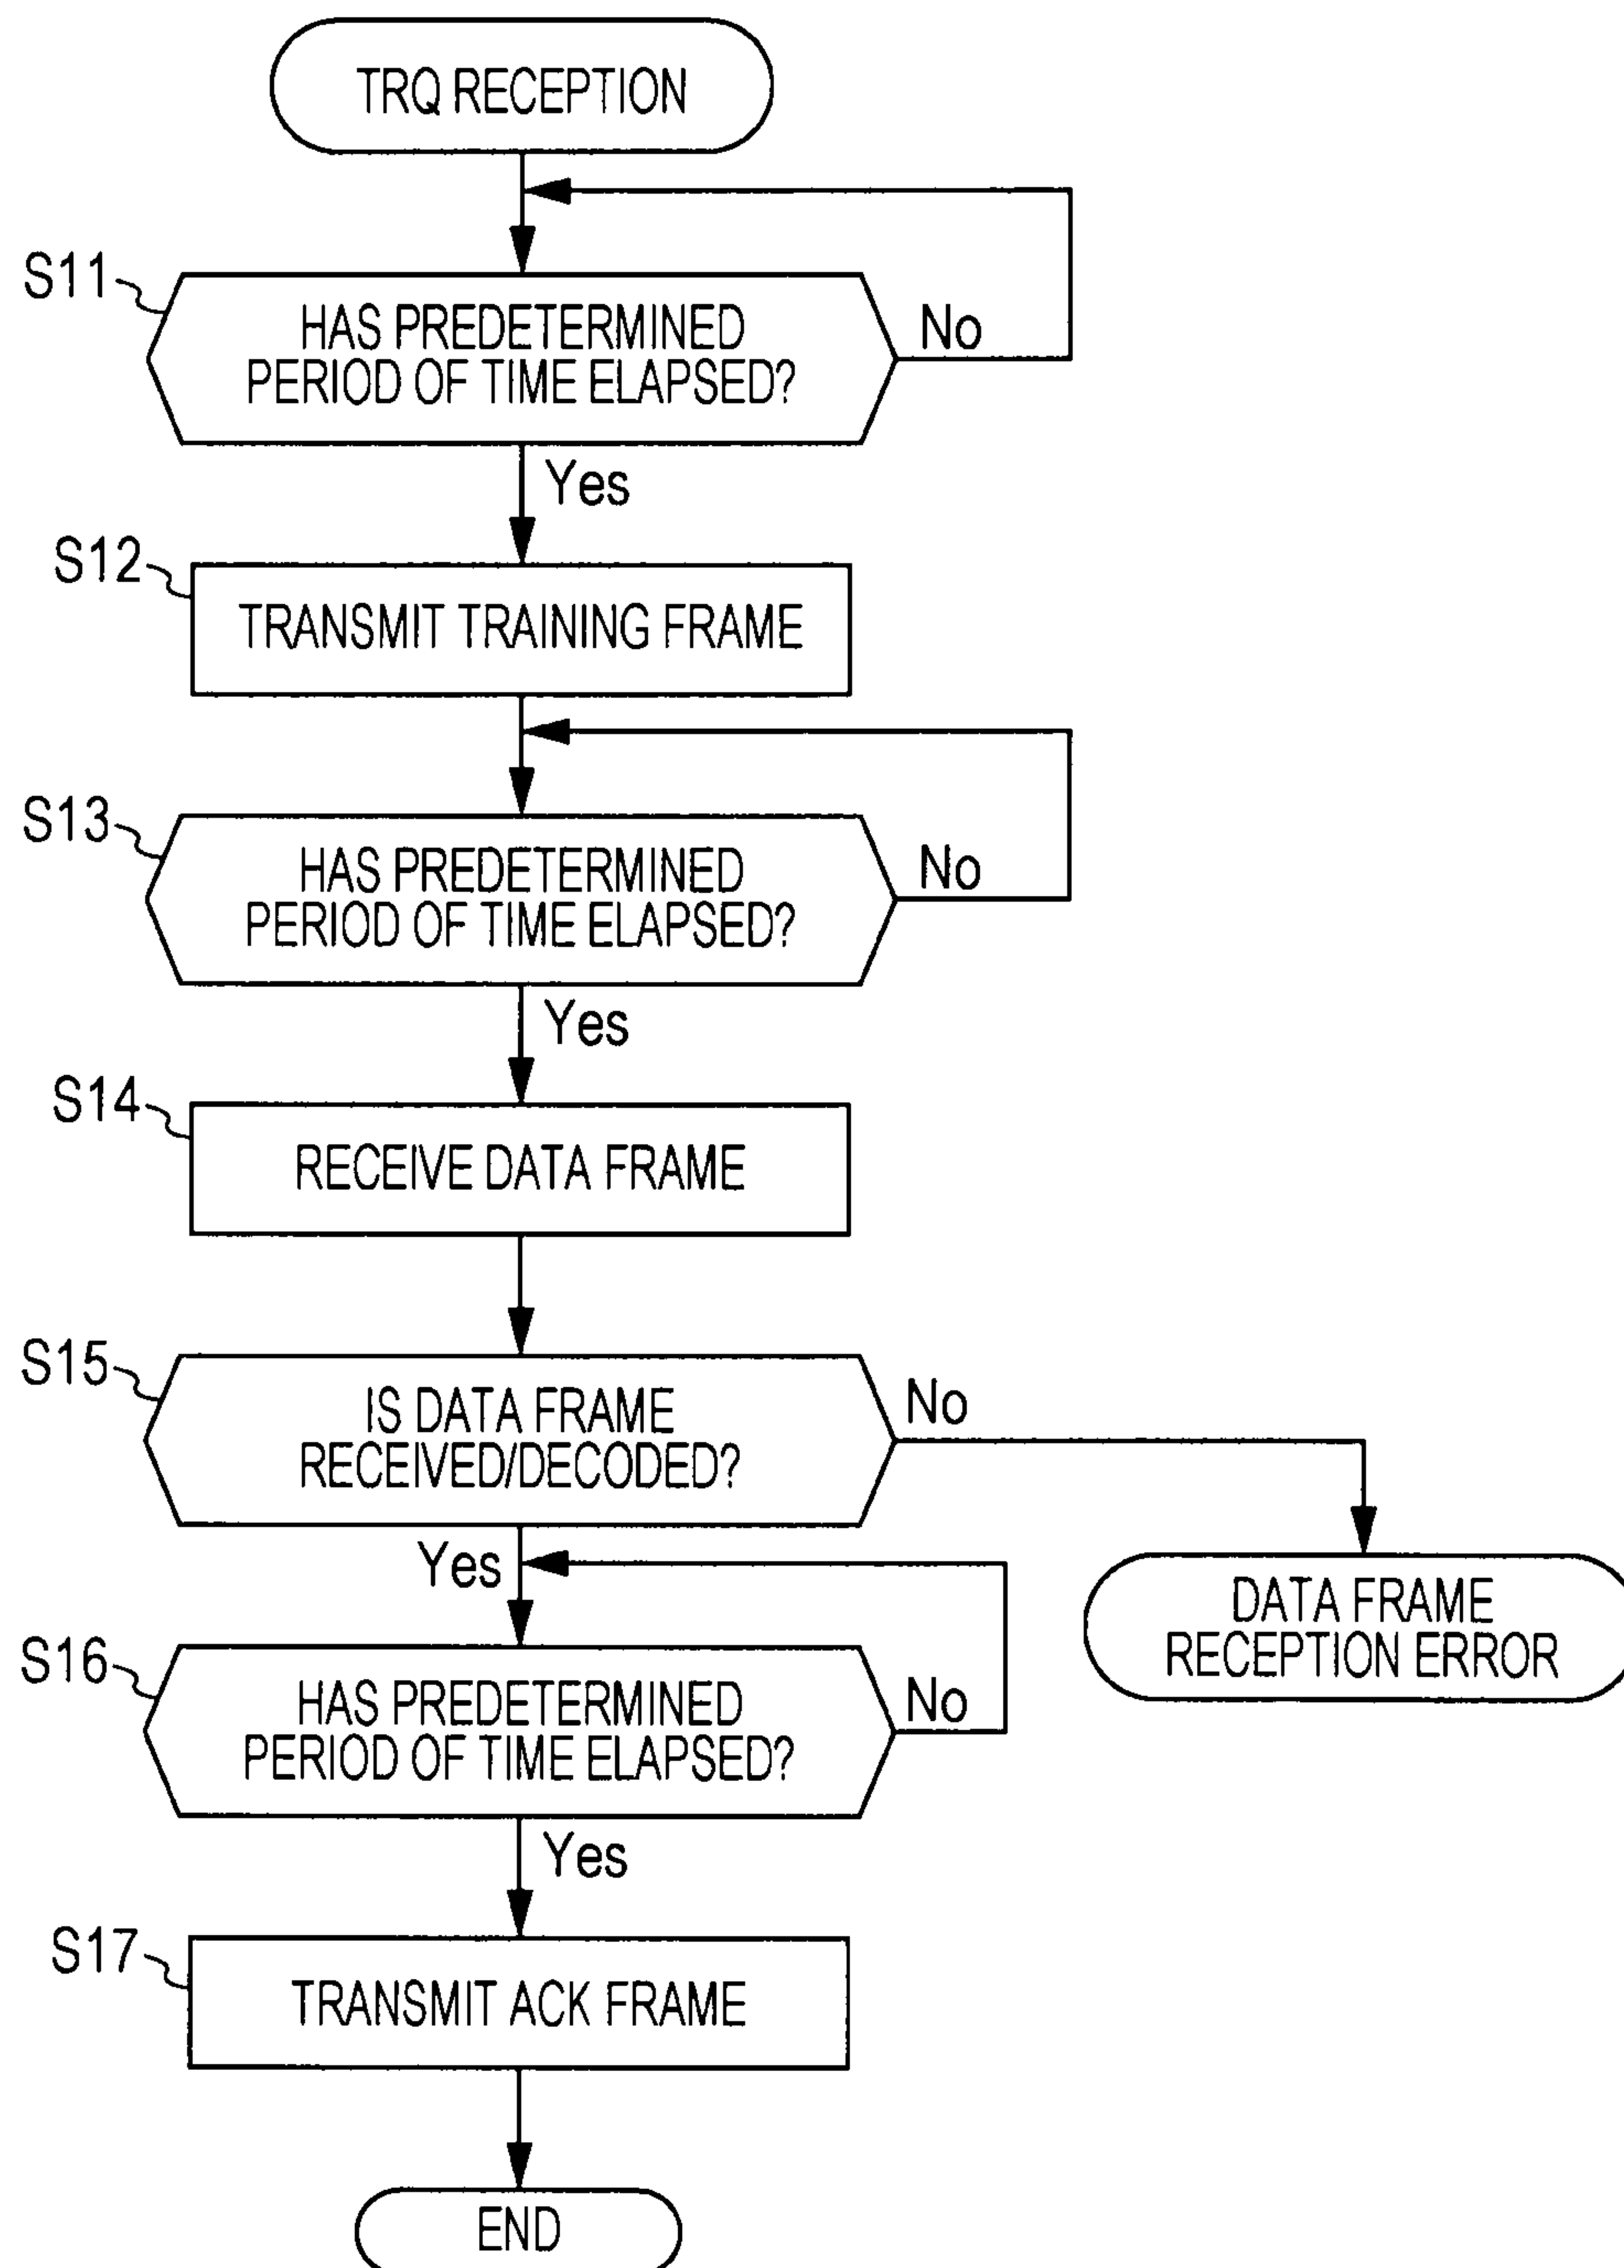 TRQ RECEPTION
S11
HAS PREDETERMINED
PERIOD OF TIME ELAPSED?
No
Yes
S12
TRANSMIT TRAINING FRAME
S13
HAS PREDETERMINED
PERIOD OF TIME ELAPSED?
No
Yes
S14
RECEIVE DATA FRAME
S15
IS DATA FRAME
RECEIVED/DECODED?
No
Yes
DATA FRAME
RECEPTION ERROR
S16
HAS PREDETERMINED
PERIOD OF TIME ELAPSED?
No
Yes
S17
TRANSMIT ACK FRAME
END